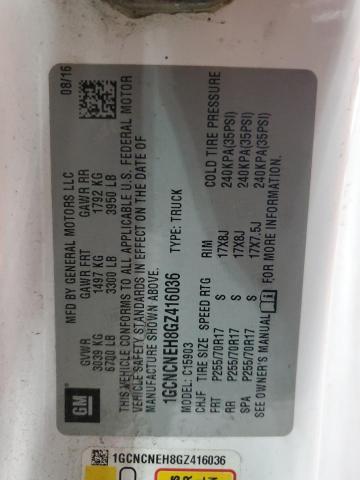 MFD BY GENERAL MOTORS LLC 08/16
GVWR GAWR FRT GAWR RR
3039 KG 1497 KG 1792 KG
6700 LB 3300 LB 3950 LB
THIS VEHICLE CONFORMS TO ALL APPLICABLE U.S. FEDERAL MOTOR
VEHICLE SAFETY STANDARDS IN EFFECT ON THE DATE OF
MANUFACTURE SHOWN ABOVE.
1GCNCNEH8GZ416036 TYPE: TRUCK
MODEL: C15903
CHJF TIRE SIZE SPEED RTG RIM COLD TIRE PRESSURE
FRT P255/70R17 S 17X8J 240KPA(35PSI)
RR P255/70R17 S 17X8J 240KPA(35PSI)
SPA P255/70R17 S 17X7.5J 240KPA(35PSI)
SEE OWNER'S MANUAL FOR MORE INFORMATION.
GM
1GCNCNEH8GZ416036